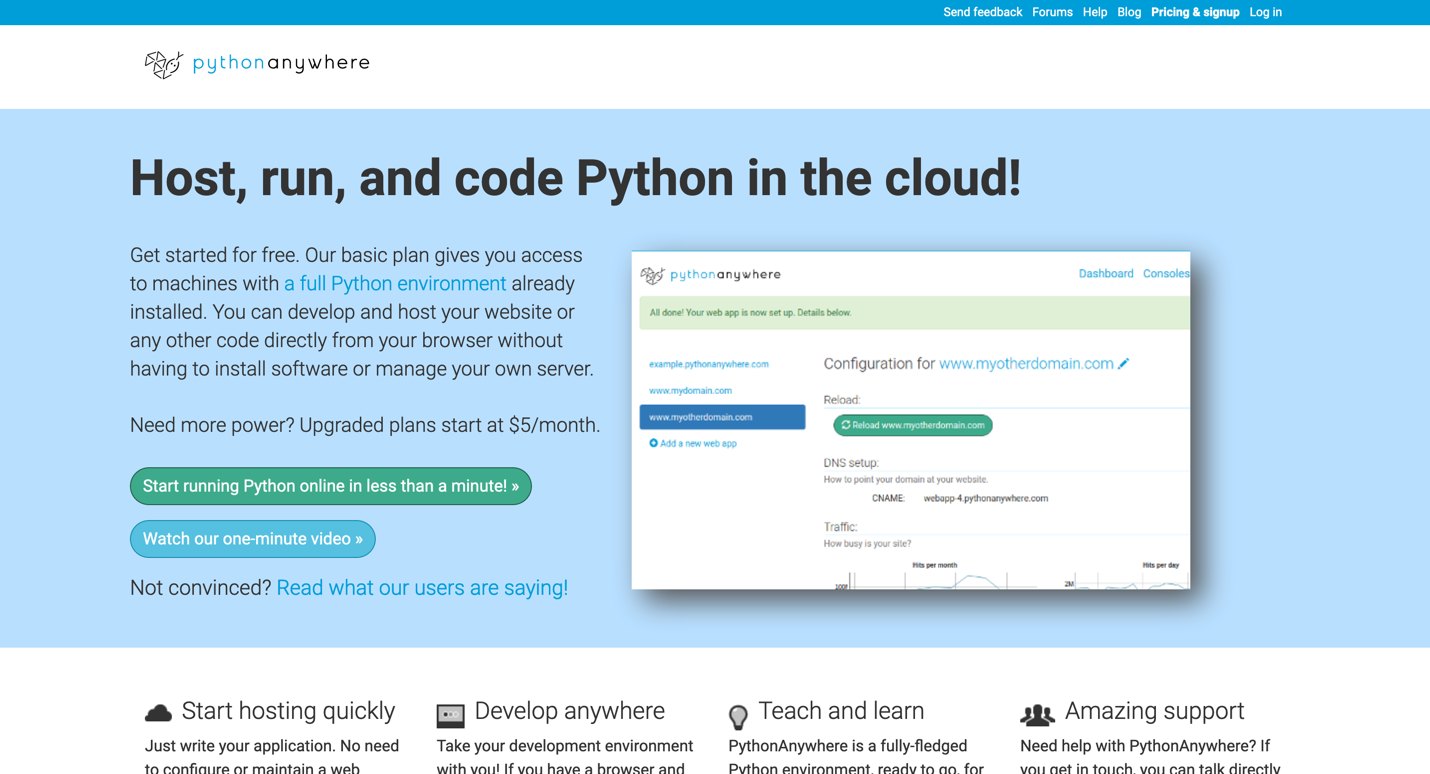 Send feedback Forums Help Blog Pricing & signup Log in
pythonanywhere
Host, run, and code Python in the cloud!
Get started for free. Our basic plan gives you access
to machines with a full Python environment already
installed. You can develop and host your website or
any other code directly from your browser without
having to install software or manage your own server.
Need more power? Upgraded plans start at $5/month.
Start running Python online in less than a minute! »
Watch our one-minute video »
Not convinced? Read what our users are saying!
pythonanywhere
Dashboard Consoles
All done! Your web app is now set up. Details below.
example.pythonanywhere.com
www.mydomain.com
www.myotherdomain.com
Add a new web app
Configuration for www.myotherdomain.com
Reload:
Reload www.myotherdomain.com
DNS setup:
How to point your domain at your website.
CNAME: webapp-4.pythonanywhere.com
Traffic:
How busy is your site?
Hits per month Hits per day
2M
Start hosting quickly
Just write your application. No need
to configure or maintain a web
Develop anywhere
Take your development environment
with you! If you have a browser and
Teach and learn
PythonAnywhere is a fully-fledged
Python environment, ready to go, for
Amazing support
Need help with PythonAnywhere? If
you get in touch, you can talk directly